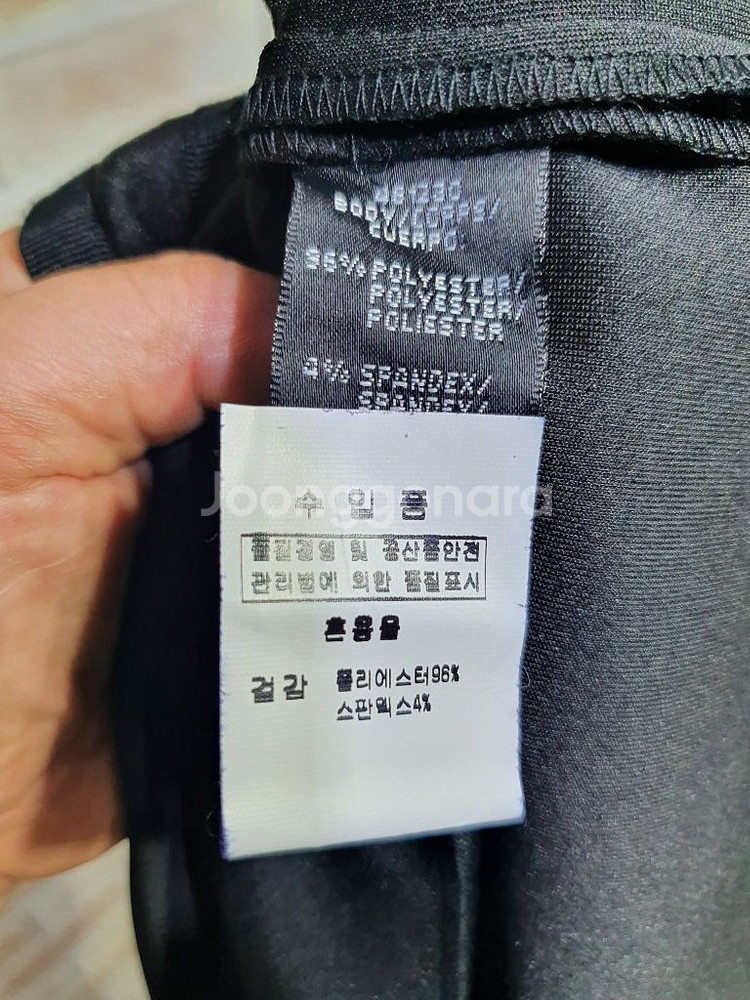 BODY/CORPS/
CUERPO:
96% POLYESTER/
POLYESTER/
POLIESTER
4% SPANDEX/
SPANDEX/
Joonggonara
수 입 품
품질경영 및 공산품안전
관리법에 의한 품질표시
혼용율
겉감 폴리에스터96%
스판덱스4%